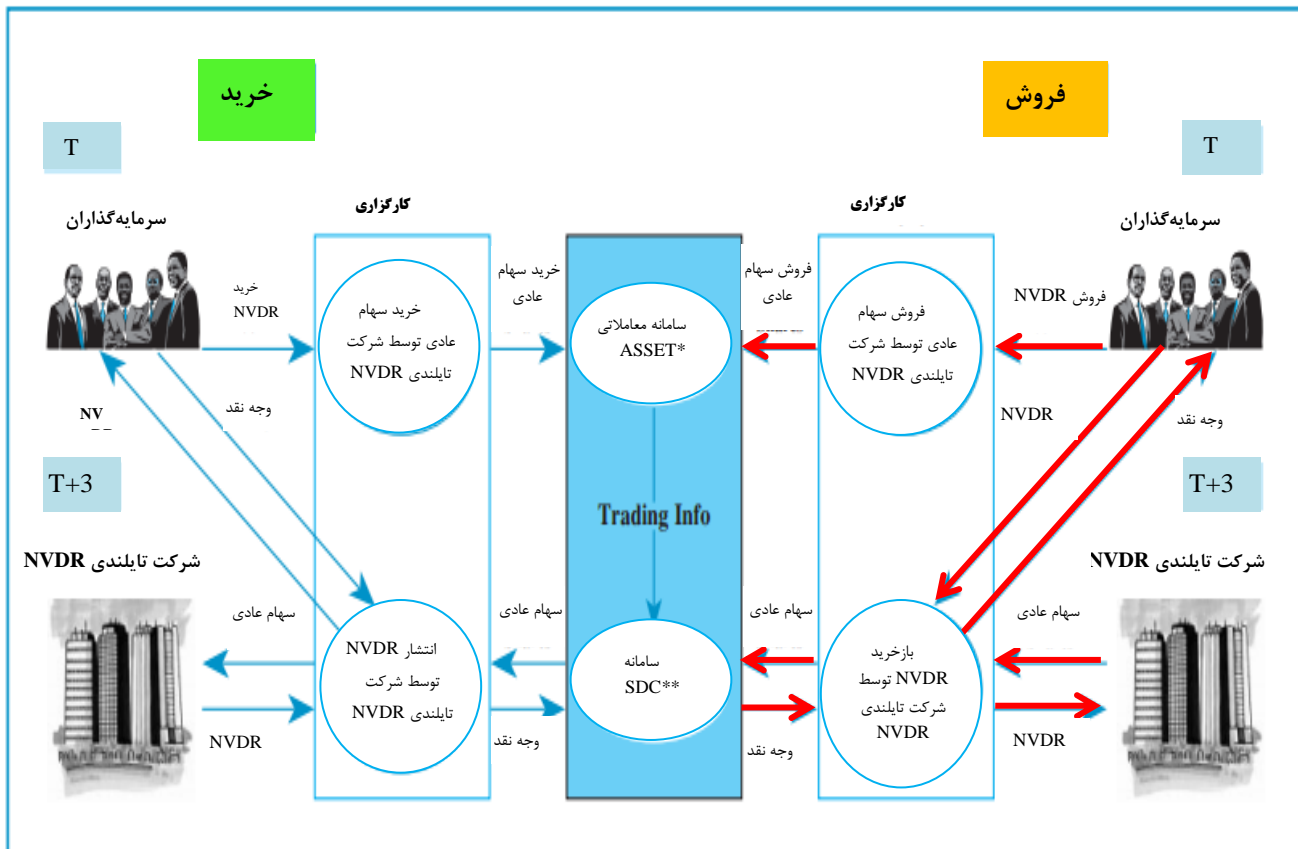 خرید
فروش
T
T
سرمایه‌گذاران
کارگزاری
کارگزاری
سرمایه‌گذاران
خرید
NVDR
خرید سهام
عادی توسط شرکت
تایلندی NVDR
خرید سهام
عادی
سامانه معاملاتی
ASSET*
فروش سهام
عادی
فروش سهام
عادی توسط شرکت
تایلندی NVDR
فروش NVDR
NV
وجه نقد
NVDR
وجه نقد
T+3
T+3
Trading Info
شرکت تایلندی NVDR
شرکت تایلندی NVDR
سهام عادی
انتشار NVDR
توسط شرکت
تایلندی NVDR
سهام عادی
سامانه
SDC**
سهام عادی
بازخرید
NVDR توسط
شرکت تایلندی
NVDR
سهام عادی
NVDR
وجه نقد
وجه نقد
NVDR